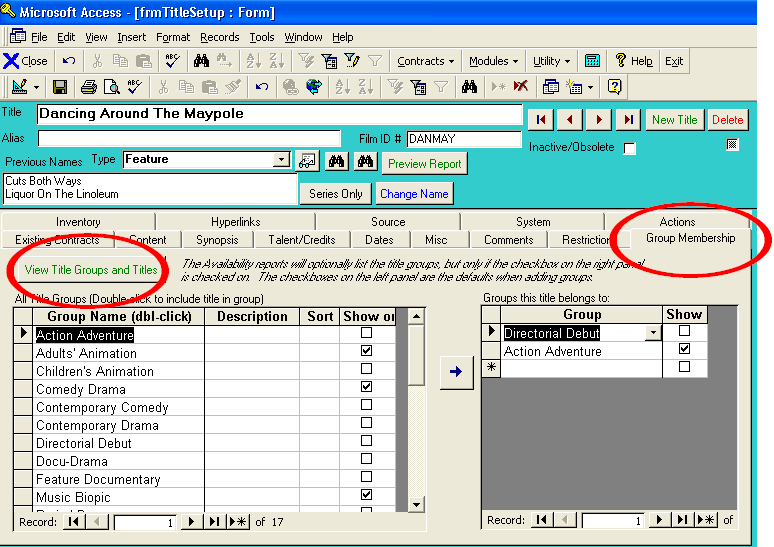 Microsoft Access - [frmTitleSetup : Form]
File Edit View Insert Format Records Tools Window Help
Close ABC Contracts Modules Utility Help Exit
ABC
Title Dancing Around The Maypole New Title Delete
Alias Film ID # DANMAY Inactive/Obsolete
Previous Names Type Feature Preview Report
Cuts Both Ways
Liquor On The Linoleum Series Only Change Name
Inventory Hyperlinks Source System Actions
Existing Contracts Content Synopsis Talent/Credits Dates Misc Comments Restriction Group Membership
View Title Groups and Titles
The Availability reports will optionally list the title groups, but only if the checkbox on the right panel
is checked on. The checkboxes on the left panel are the defaults when adding groups.
All Title Groups (Double-click to include title in group)
Group Name (dbl-click) Description Sort Show or
Action Adventure
Adults' Animation
Children's Animation
Comedy Drama
Contemporary Comedy
Contemporary Drama
Directorial Debut
Docu-Drama
Feature Documentary
Music Biopic
Record: 1 of 17
Groups this title belongs to:
Group Show
Directorial Debut
Action Adventure
Record: 1 of